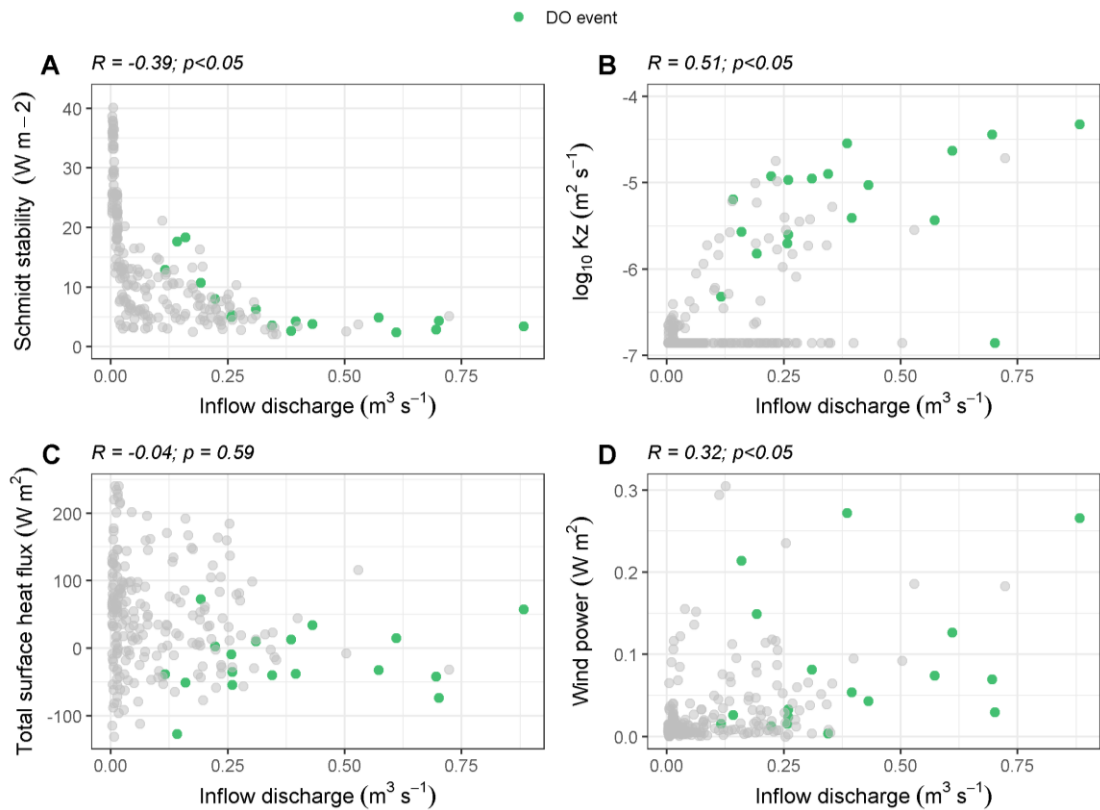 DO event
A R = -0.39; p<0.05
40
30
20
10
0
Schmidt stability (W m−2)
0.00 0.25 0.50 0.75
Inflow discharge (m³ s⁻¹)
B R = 0.51; p<0.05
-4
-5
-6
-7
log₁₀ Kz (m² s⁻¹)
0.00 0.25 0.50 0.75
Inflow discharge (m³ s⁻¹)
C R = -0.04; p = 0.59
200
100
0
-100
Total surface heat flux (W m²)
0.00 0.25 0.50 0.75
Inflow discharge (m³ s⁻¹)
D R = 0.32; p<0.05
0.3
0.2
0.1
0.0
Wind power (W m²)
0.00 0.25 0.50 0.75
Inflow discharge (m³ s⁻¹)